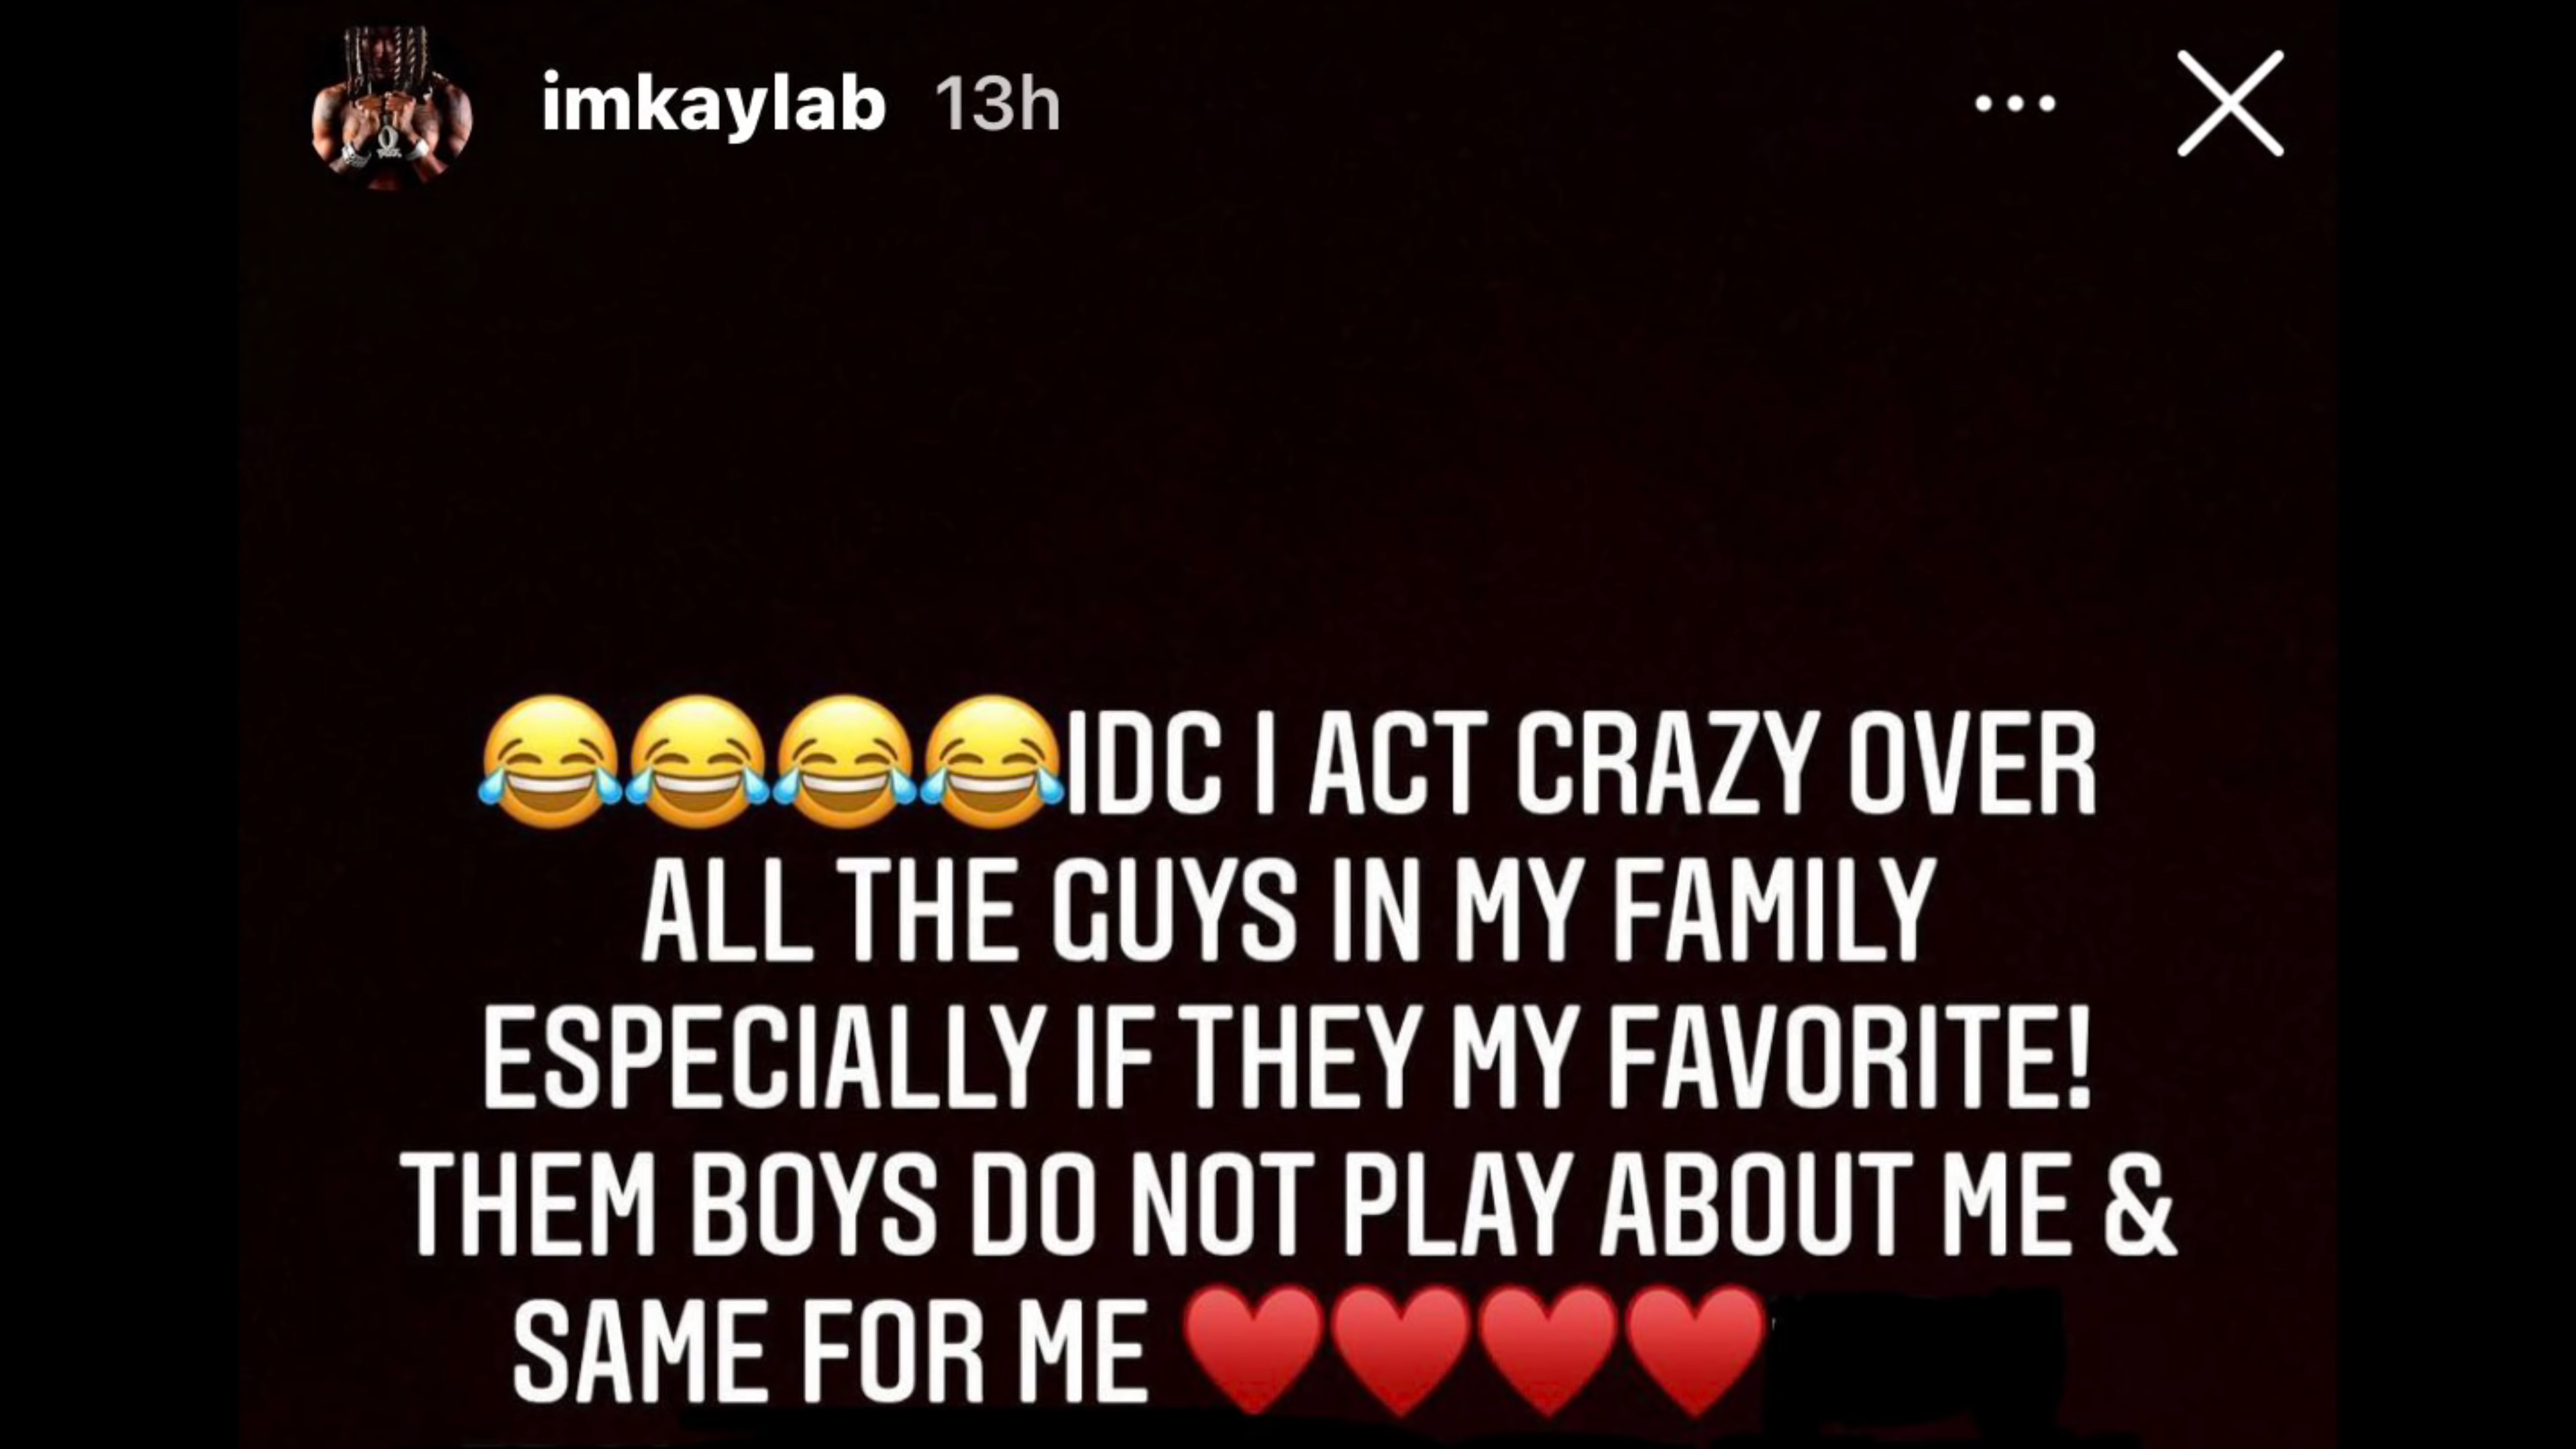 imkaylab 13h
😂😂😂😂IDC I ACT CRAZY OVER
ALL THE GUYS IN MY FAMILY
ESPECIALLY IF THEY MY FAVORITE!
THEM BOYS DO NOT PLAY ABOUT ME &
SAME FOR ME ♥️♥️♥️♥️